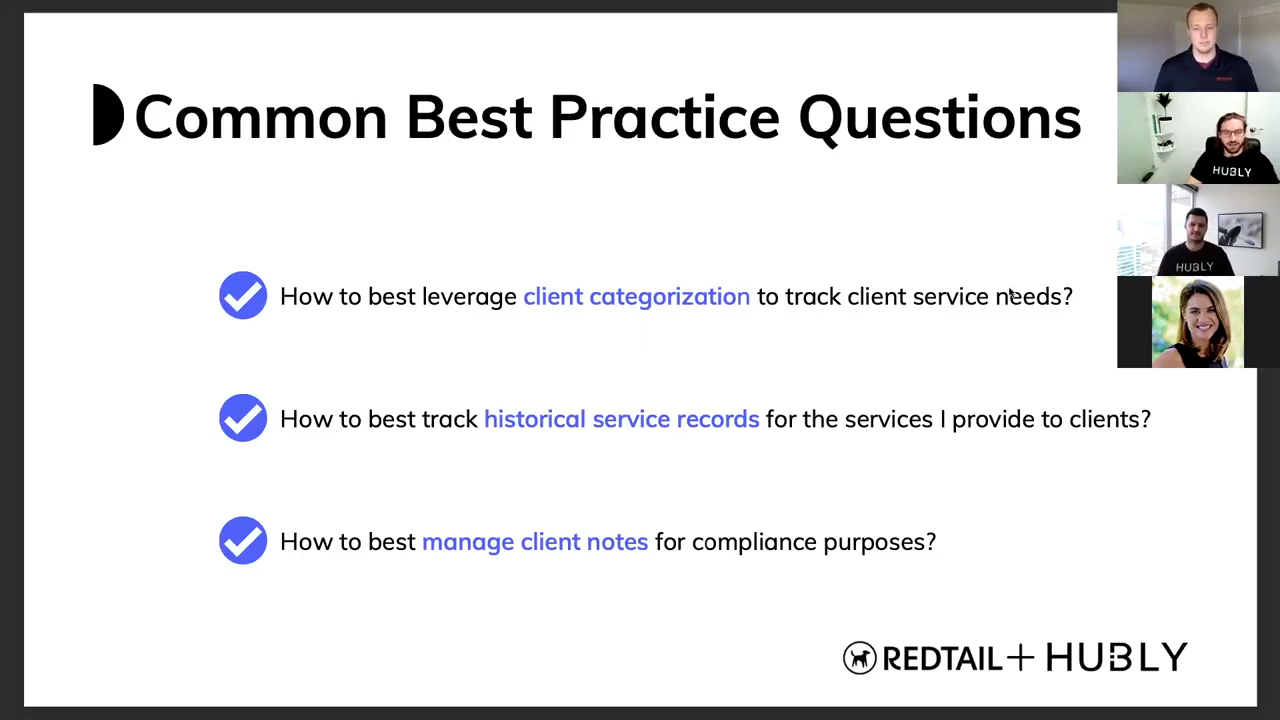 Common Best Practice Questions
How to best leverage client categorization to track client service needs?
How to best track historical service records for the services I provide to clients?
How to best manage client notes for compliance purposes?
REDTAIL + HUBLY
HUBLY
HUBLY